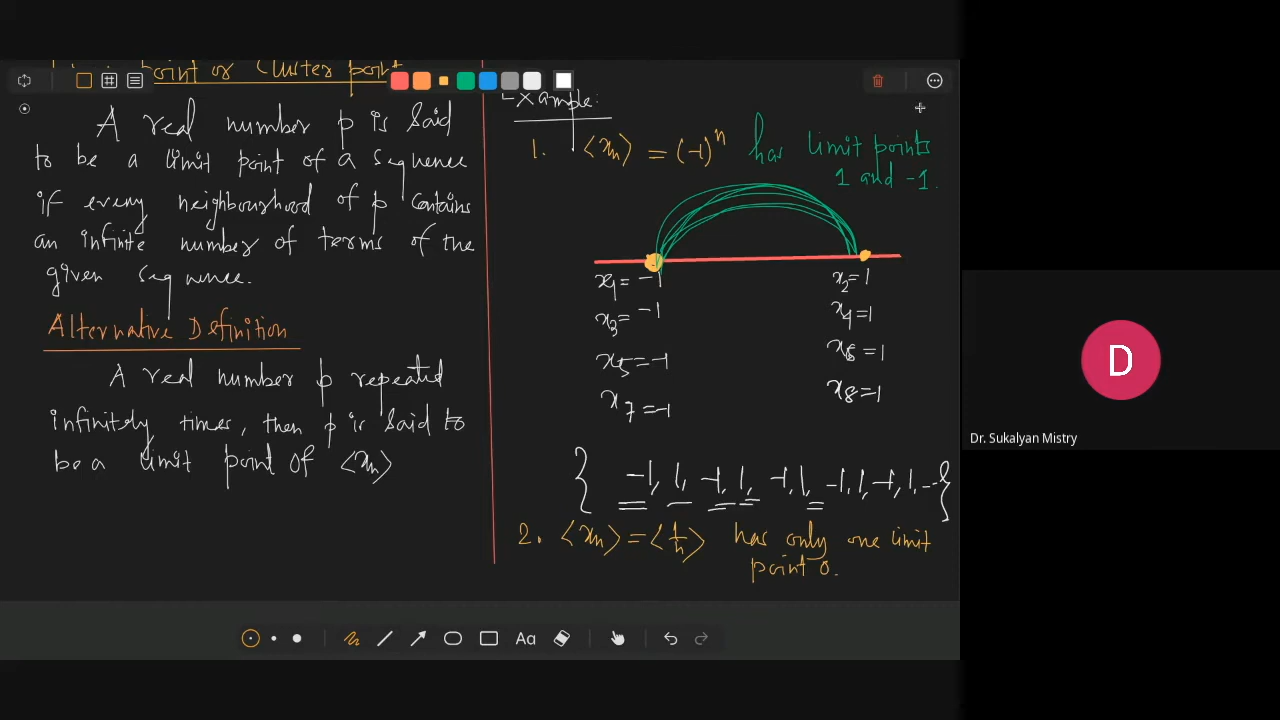 Point or Cluster point
A real number p is said
to be a limit point of a sequence
if every neighbourhood of p contains
an infinite number of terms of the
given sequence.
Alternative Definition
A real number p repeated
infinitely times, then p is said to
be a limit point of <xn>
Example:
1. <xn> = (-1)^n has limit points
1 and -1.
x1 = -1 x2 = 1
x3 = -1 x4 = 1
x5 = -1 x6 = 1
x7 = -1 x8 = 1
{ -1, 1, -1, 1, -1, 1, -1, 1, -1, 1, --- }
2. <xn> = <1/n> has only one limit
point 0.
Aa
D
Dr. Sukalyan Mistry